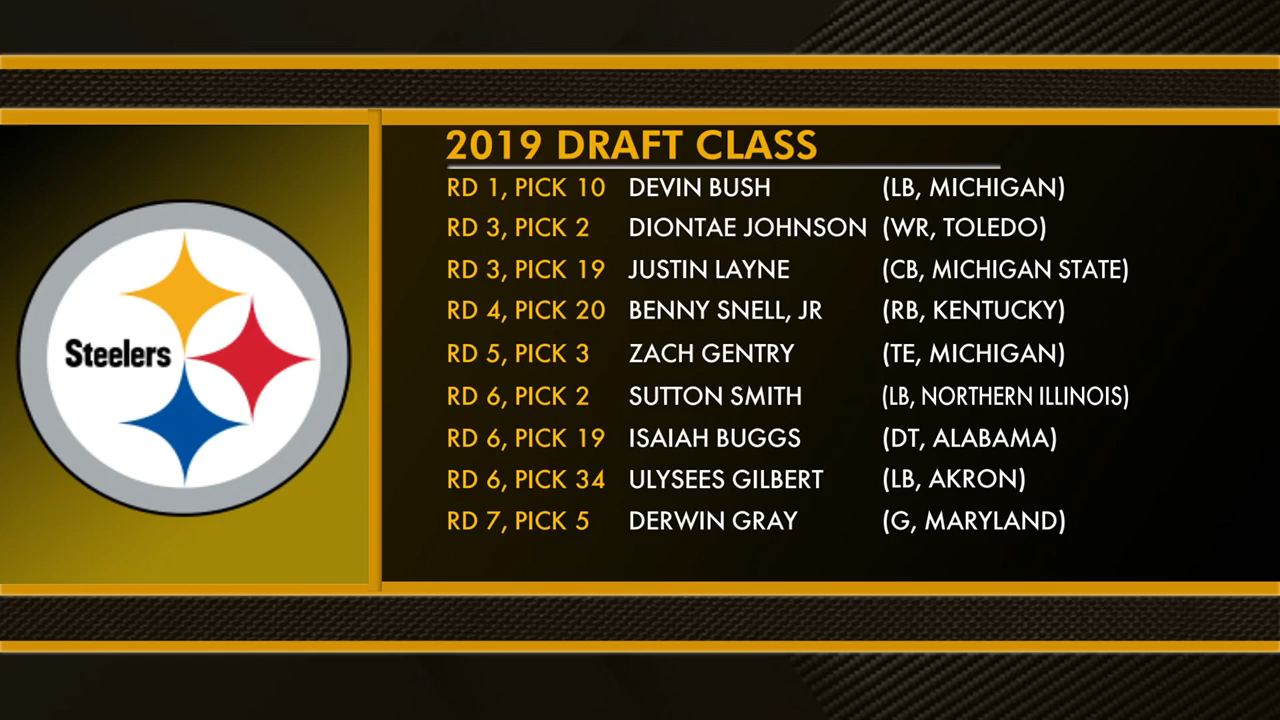 Steelers
2019 DRAFT CLASS
RD 1, PICK 10 DEVIN BUSH (LB, MICHIGAN)
RD 3, PICK 2 DIONTAE JOHNSON (WR, TOLEDO)
RD 3, PICK 19 JUSTIN LAYNE (CB, MICHIGAN STATE)
RD 4, PICK 20 BENNY SNELL, JR (RB, KENTUCKY)
RD 5, PICK 3 ZACH GENTRY (TE, MICHIGAN)
RD 6, PICK 2 SUTTON SMITH (LB, NORTHERN ILLINOIS)
RD 6, PICK 19 ISAIAH BUGGS (DT, ALABAMA)
RD 6, PICK 34 ULYSEES GILBERT (LB, AKRON)
RD 7, PICK 5 DERWIN GRAY (G, MARYLAND)